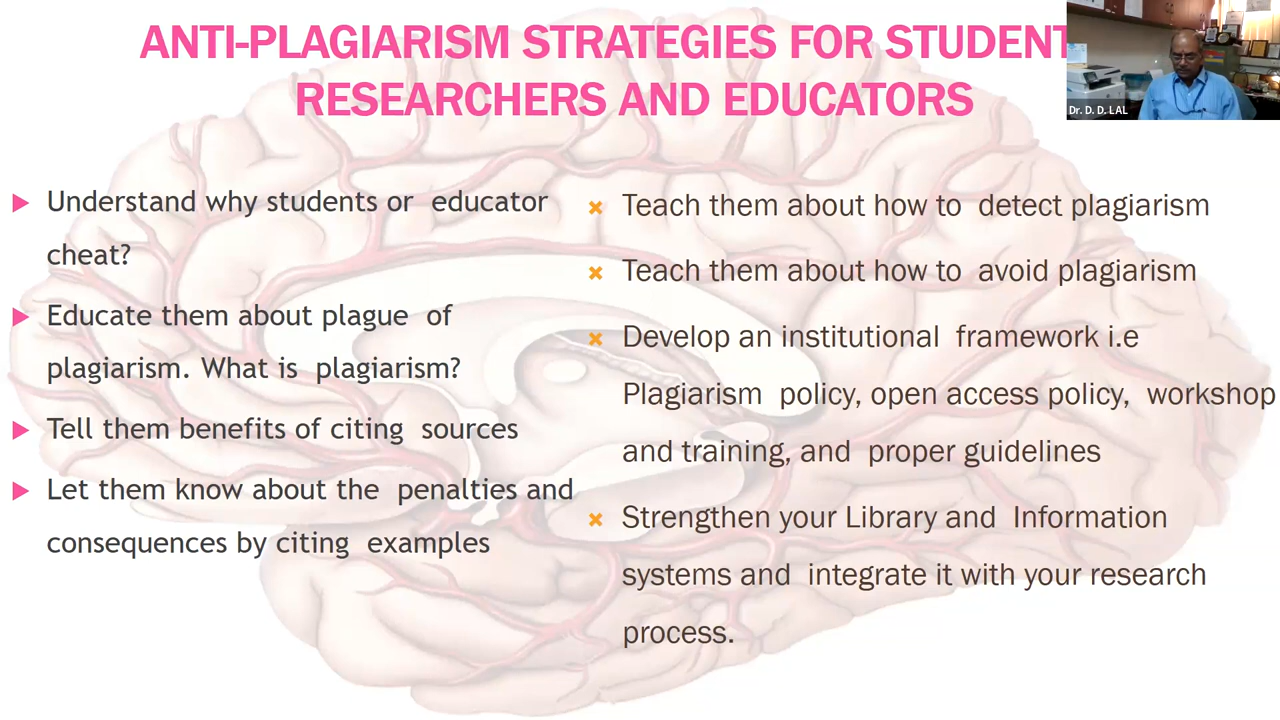 ANTI-PLAGIARISM STRATEGIES FOR STUDENT
RESEARCHERS AND EDUCATORS
Dr. D. D. LAL
Understand why students or educator
cheat?
Educate them about plague of
plagiarism. What is plagiarism?
Tell them benefits of citing sources
Let them know about the penalties and
consequences by citing examples
Teach them about how to detect plagiarism
Teach them about how to avoid plagiarism
Develop an institutional framework i.e
Plagiarism policy, open access policy, workshop
and training, and proper guidelines
Strengthen your Library and Information
systems and integrate it with your research
process.